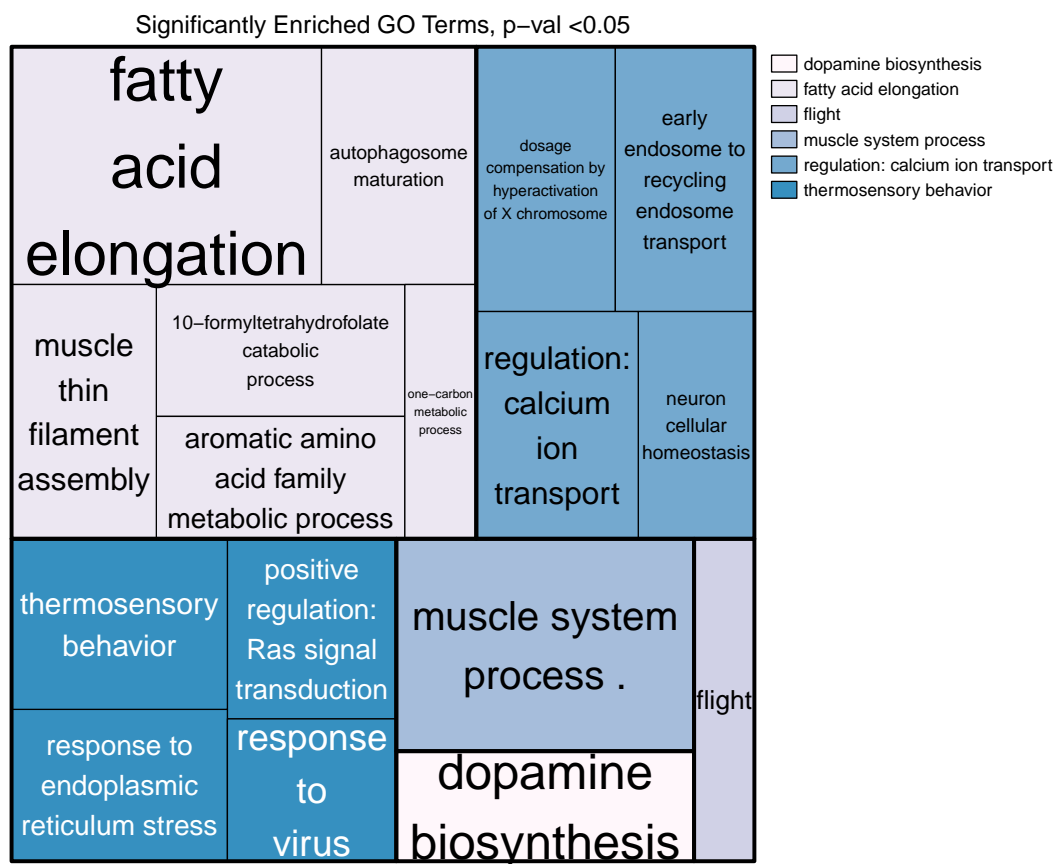 Significantly Enriched GO Terms, p−val <0.05
fatty
acid
elongation
autophagosome
maturation
muscle
thin
filament
assembly
10−formyltetrahydrofolate
catabolic
process
aromatic amino
acid family
metabolic process
one−carbon
metabolic
process
dosage
compensation by
hyperactivation
of X chromosome
early
endosome to
recycling
endosome
transport
regulation:
calcium
ion
transport
neuron
cellular
homeostasis
thermosensory
behavior
response to
endoplasmic
reticulum stress
positive
regulation:
Ras signal
transduction
response
to
virus
muscle system
process .
dopamine
biosynthesis
flight
dopamine biosynthesis
fatty acid elongation
flight
muscle system process
regulation: calcium ion transport
thermosensory behavior